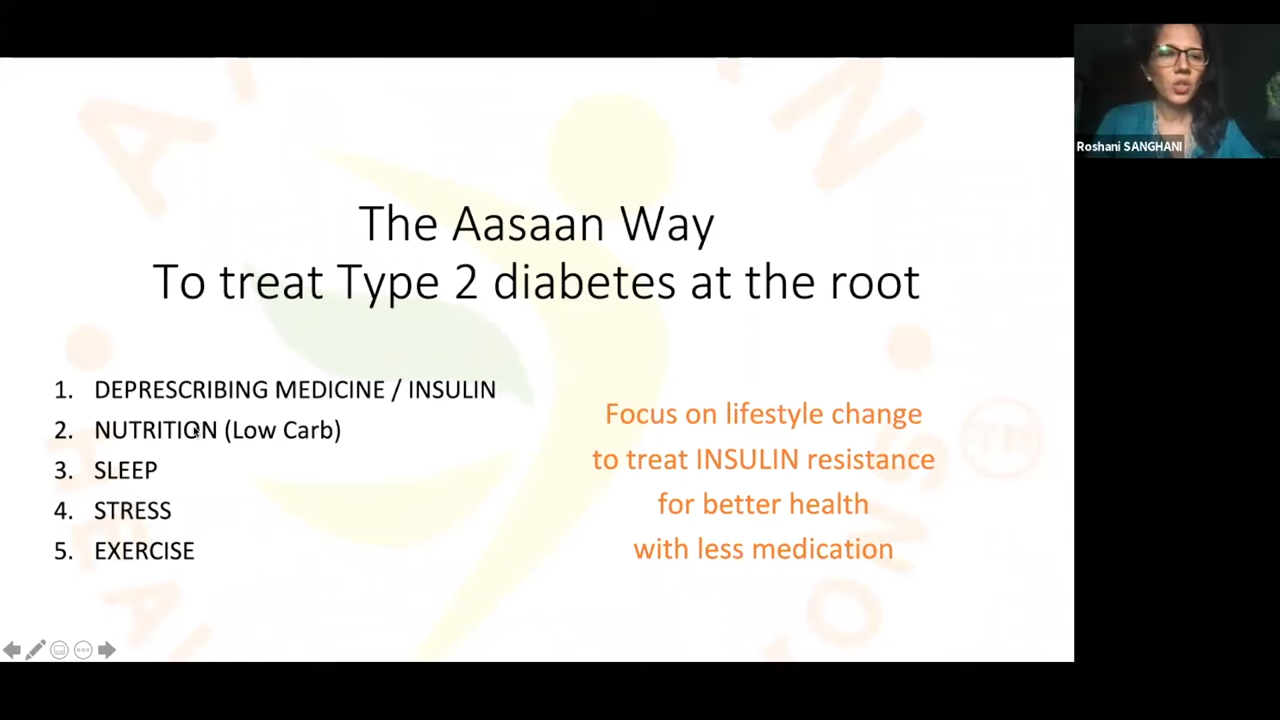 The Aasaan Way
To treat Type 2 diabetes at the root
1. DEPRESCRIBING MEDICINE / INSULIN
2. NUTRITION (Low Carb)
3. SLEEP
4. STRESS
5. EXERCISE
Focus on lifestyle change
to treat INSULIN resistance
for better health
with less medication
Roshani SANGHANI